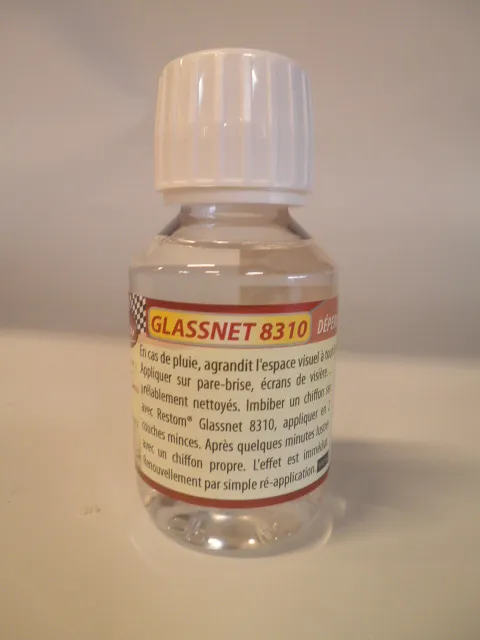 GLASSNET 8310
En cas de pluie, agrandit l'espace visuel à
Appliquer sur pare-brise, écrans de visière
préalablement nettoyés. Imbiber un chiffon
avec Restom® Glassnet 8310, appliquer en 2
couches minces. Après quelques minutes
avec un chiffon propre. L'effet est
Renouvellement par simple ré-application